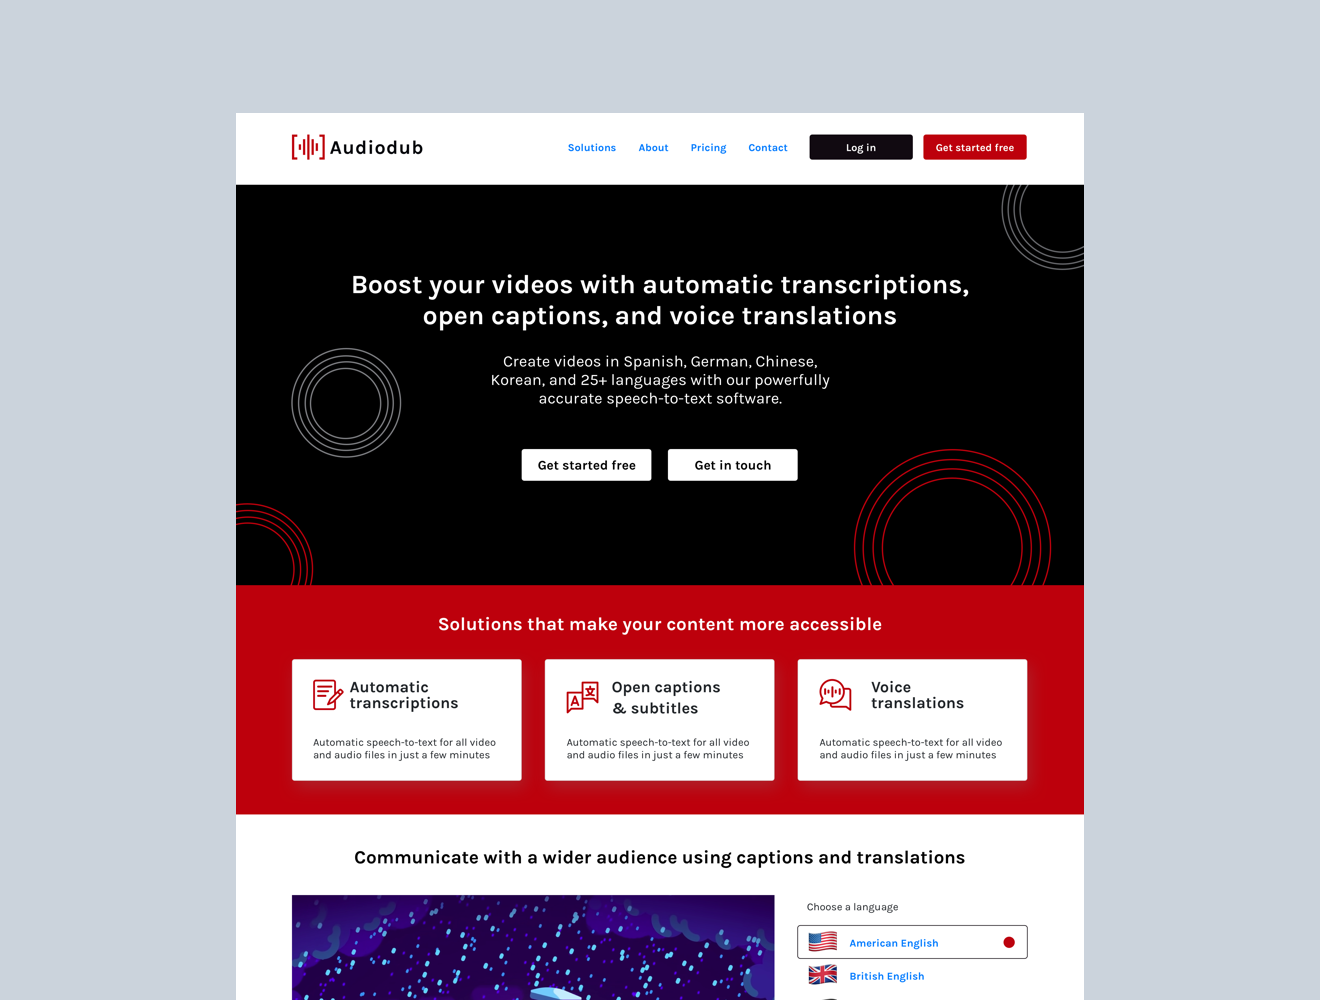 Audiodub
Solutions About Pricing Contact Log in Get started free
Boost your videos with automatic transcriptions,
open captions, and voice translations
Create videos in Spanish, German, Chinese,
Korean, and 25+ languages with our powerfully
accurate speech-to-text software.
Get started free Get in touch
Solutions that make your content more accessible
Automatic
transcriptions
Automatic speech-to-text for all video
and audio files in just a few minutes
Open captions
& subtitles
Automatic speech-to-text for all video
and audio files in just a few minutes
Voice
translations
Automatic speech-to-text for all video
and audio files in just a few minutes
Communicate with a wider audience using captions and translations
Choose a language
American English
British English